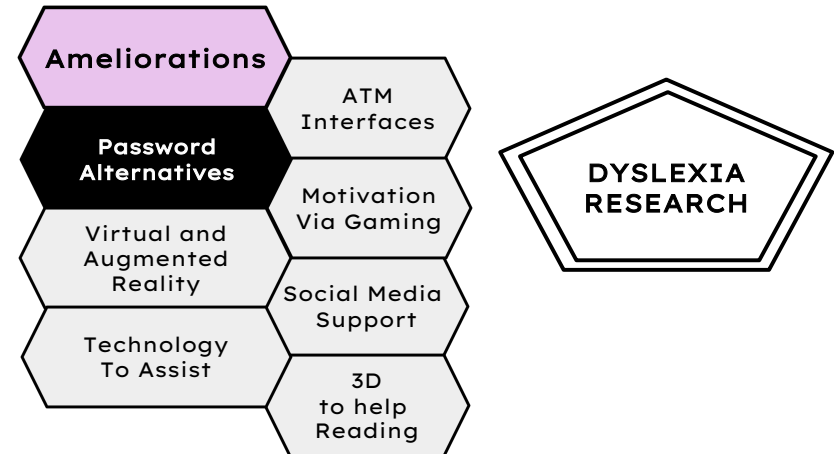 Ameliorations
Password
Alternatives
Virtual and
Augmented
Reality
Technology
To Assist
ATM
Interfaces
Motivation
Via Gaming
Social Media
Support
3D
to help
Reading
DYSLEXIA
RESEARCH